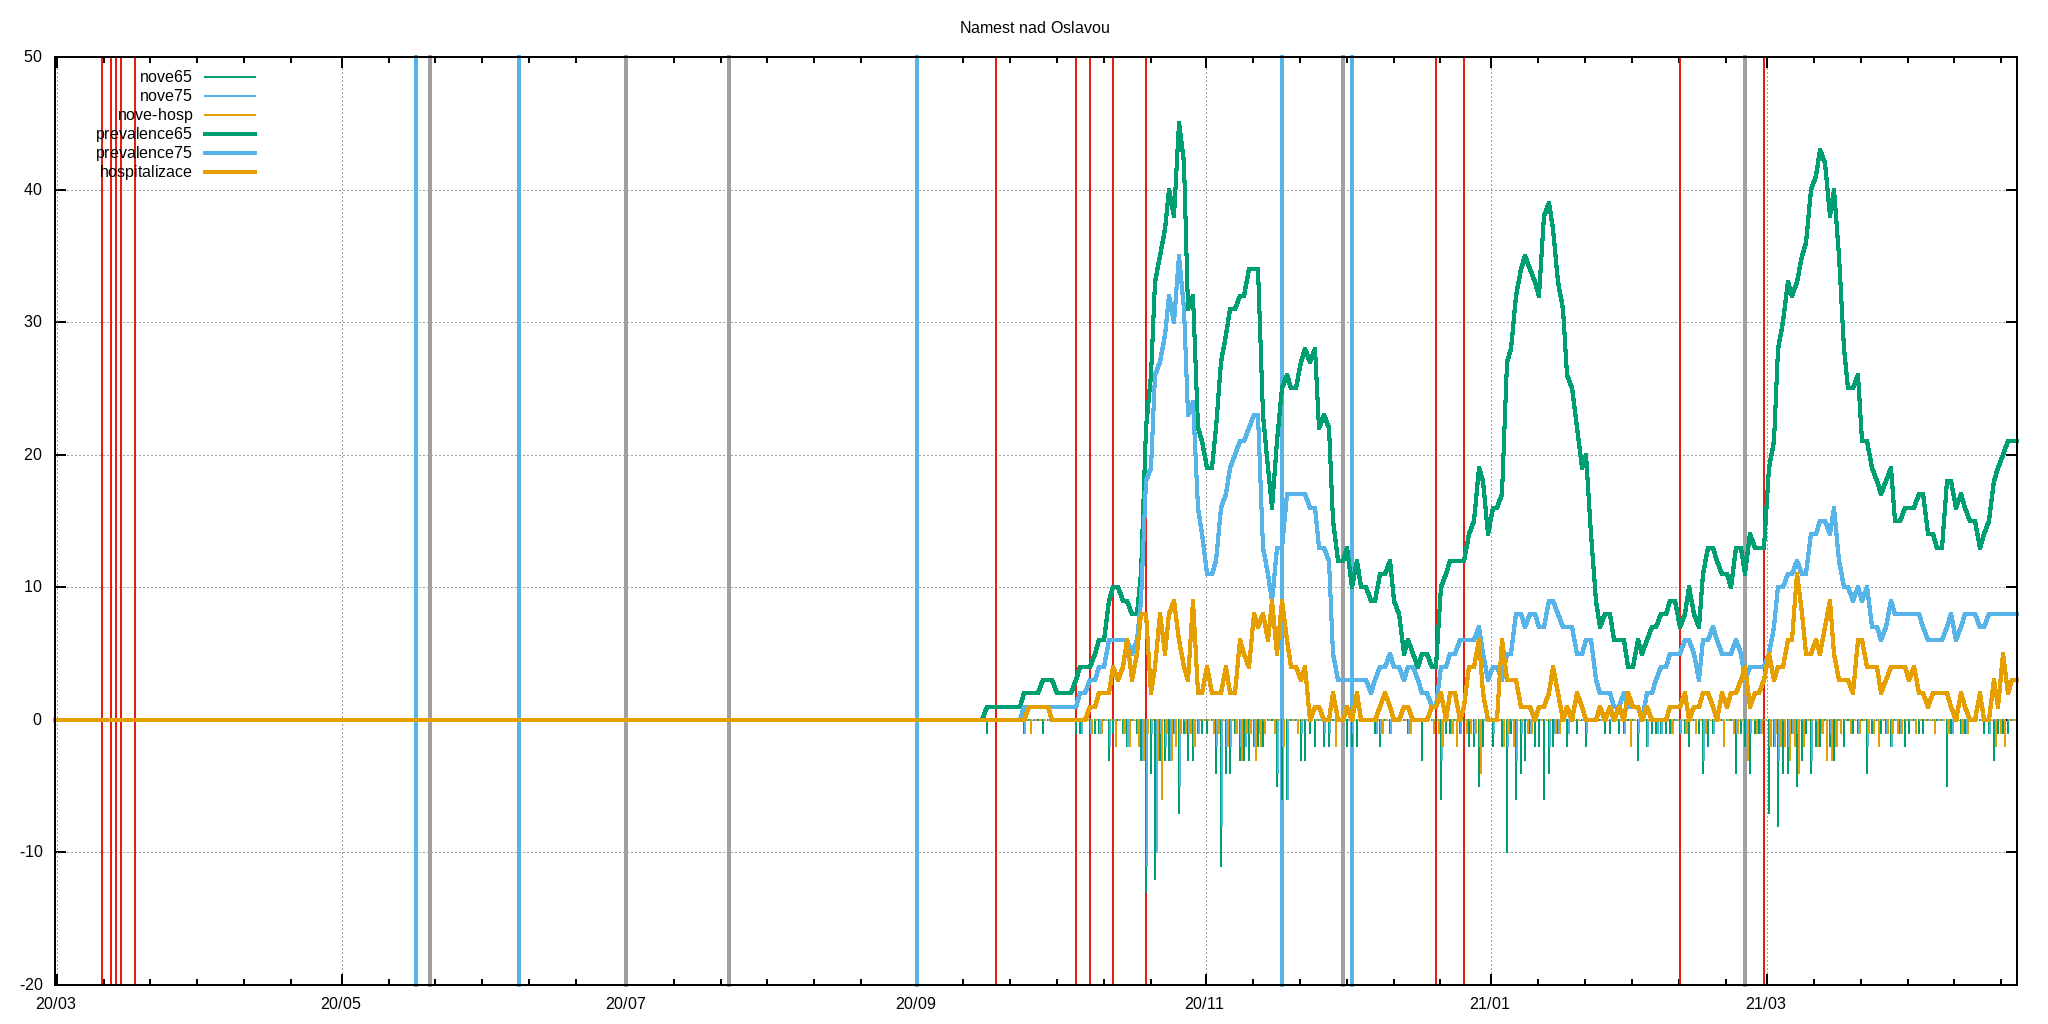 Namest nad Oslavou
50
nove65
nove75
nove-hosp
prevalence65
prevalence75
hospitalizace
40
30
20
10
0
-10
-20
20/03 20/05 20/07 20/09 20/11 21/01 21/03